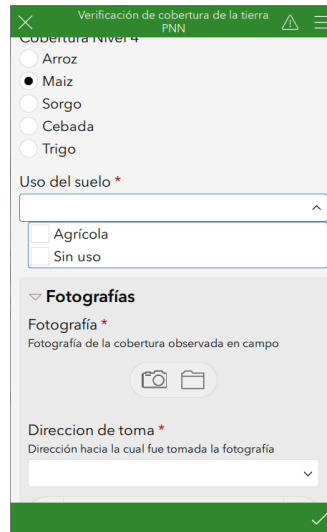 Verificación de cobertura de la tierra
PNN
Cobertura Nivel 4
Arroz
Maiz
Sorgo
Cebada
Trigo
Uso del suelo *
Agrícola
Sin uso
Fotografías
Fotografía *
Fotografía de la cobertura observada en campo
Direccion de toma *
Dirección hacia la cual fue tomada la fotografía